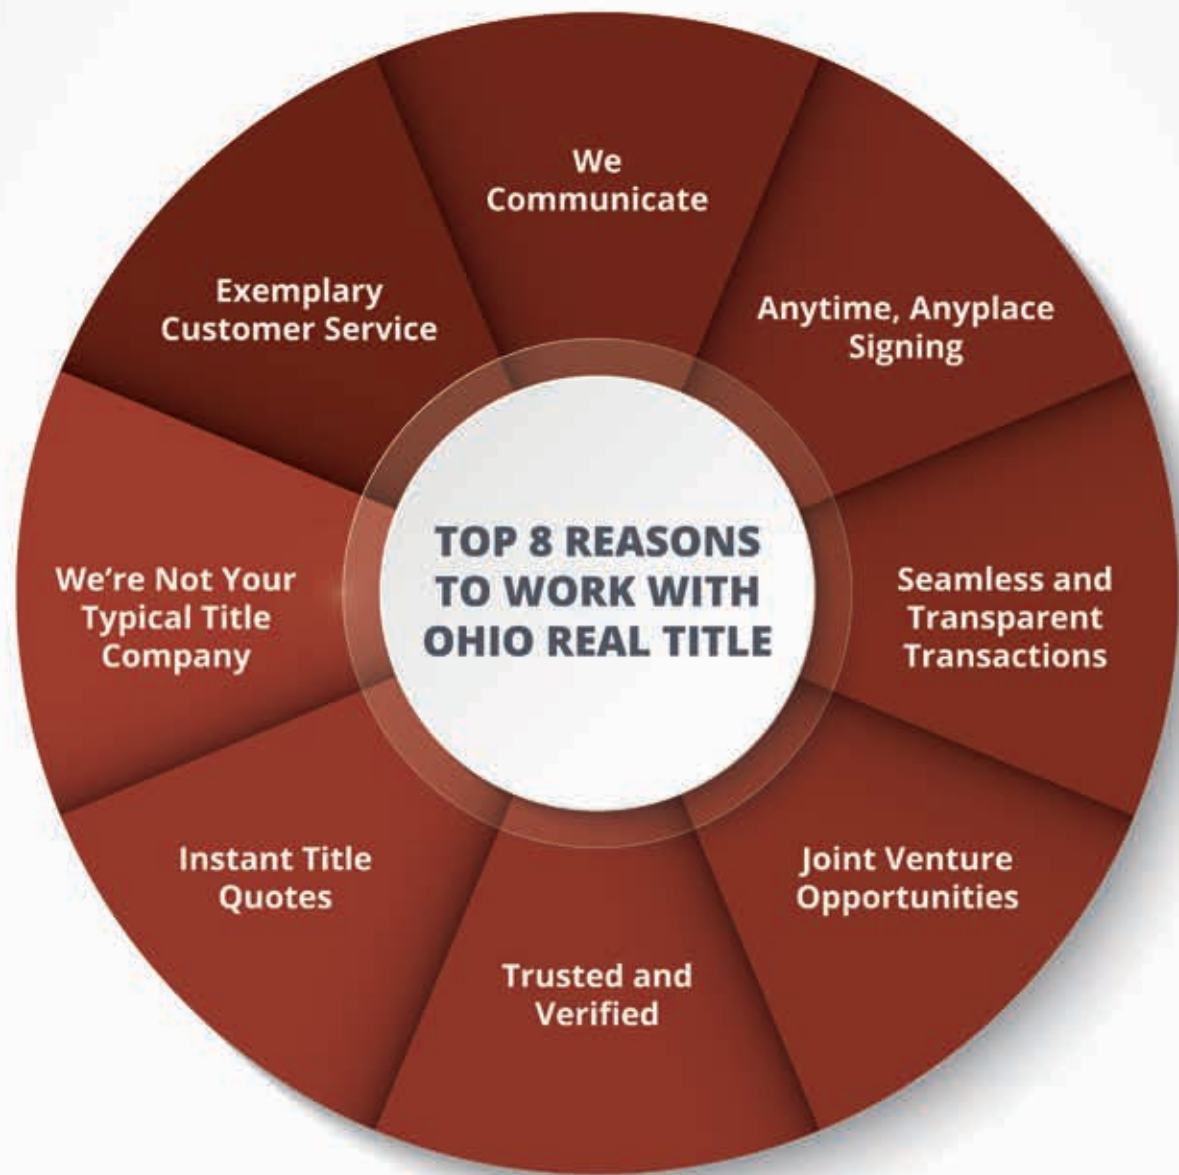 We
Communicate
Anytime, Anyplace
Signing
Seamless and
Transparent
Transactions
Joint Venture
Opportunities
Trusted and
Verified
Instant Title
Quotes
We’re Not Your
Typical Title
Company
Exemplary
Customer Service
TOP 8 REASONS
TO WORK WITH
OHIO REAL TITLE